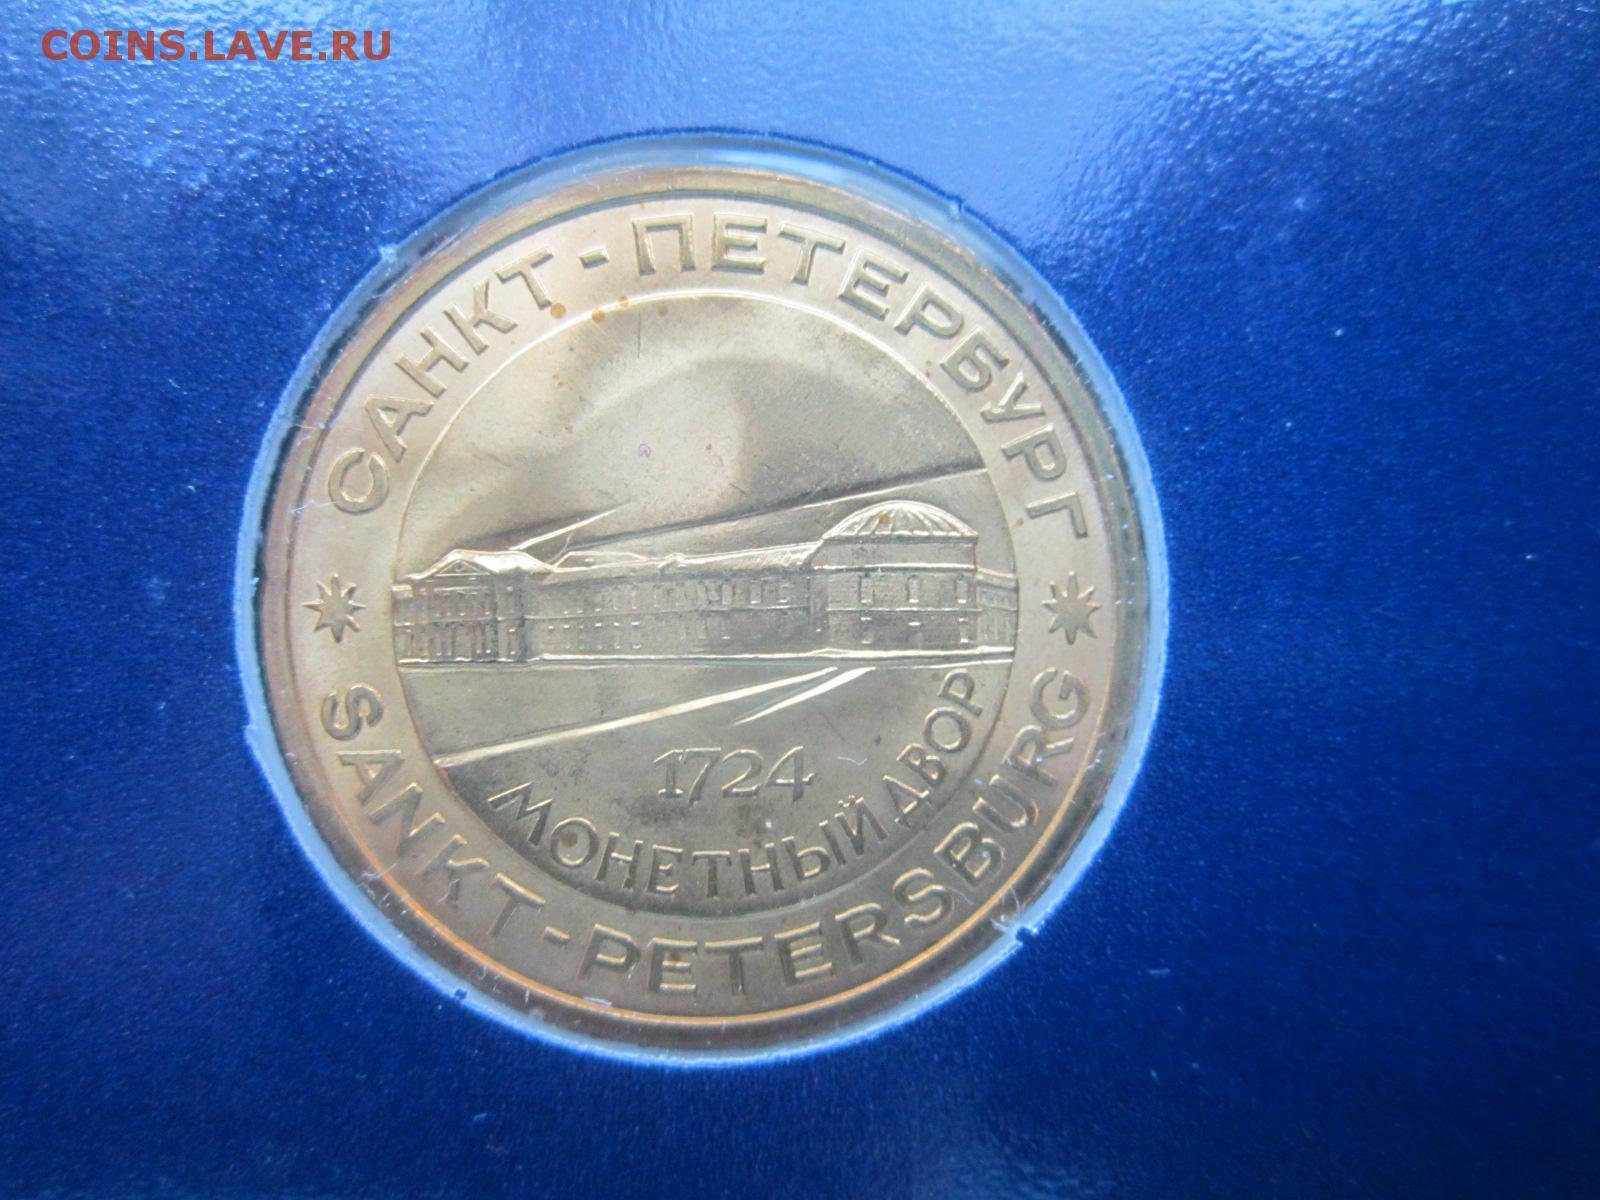 COINS.LAVE.RU
САНКТ-ПЕТЕРБУРГ
1724
МОНЕТНЫЙ ДВОР
SANKT-PETERSBURG